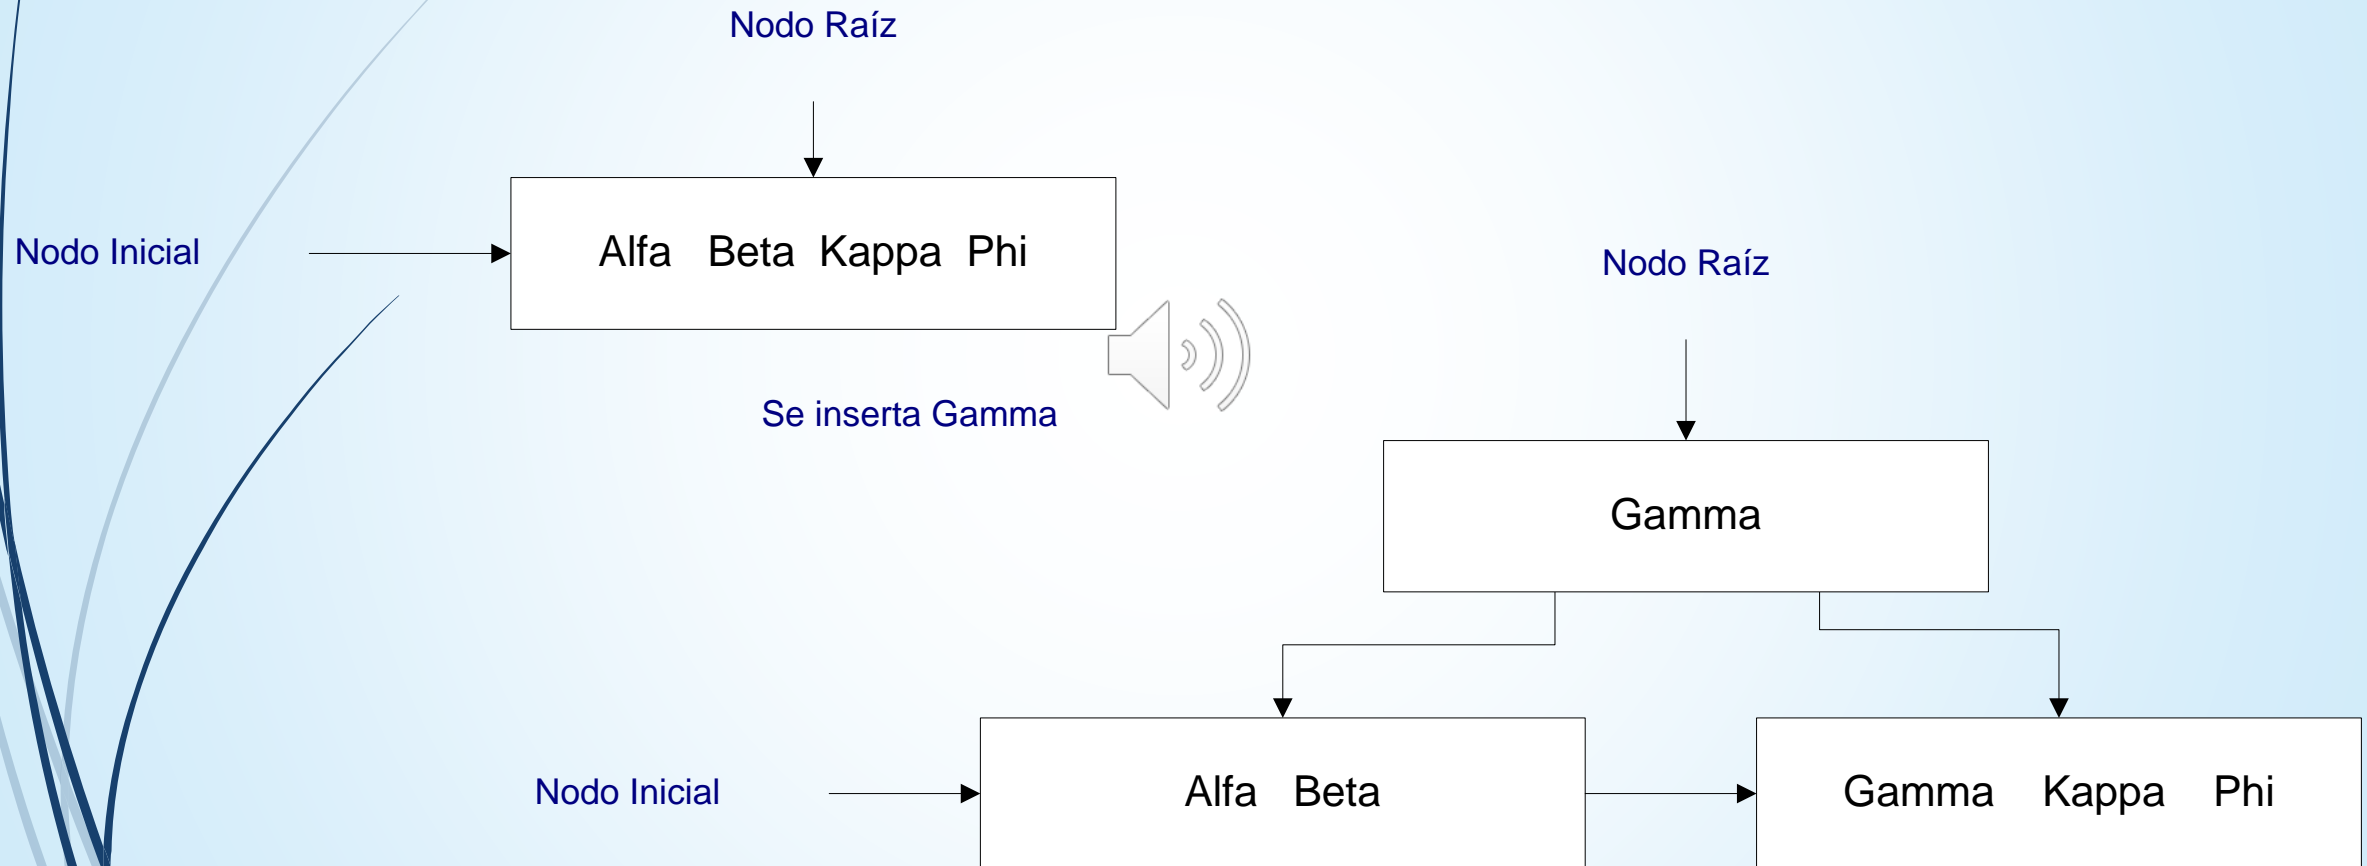 Nodo Raíz
Nodo Inicial
Alfa Beta Kappa Phi
Se inserta Gamma
Nodo Raíz
Gamma
Nodo Inicial
Alfa Beta
Gamma Kappa Phi